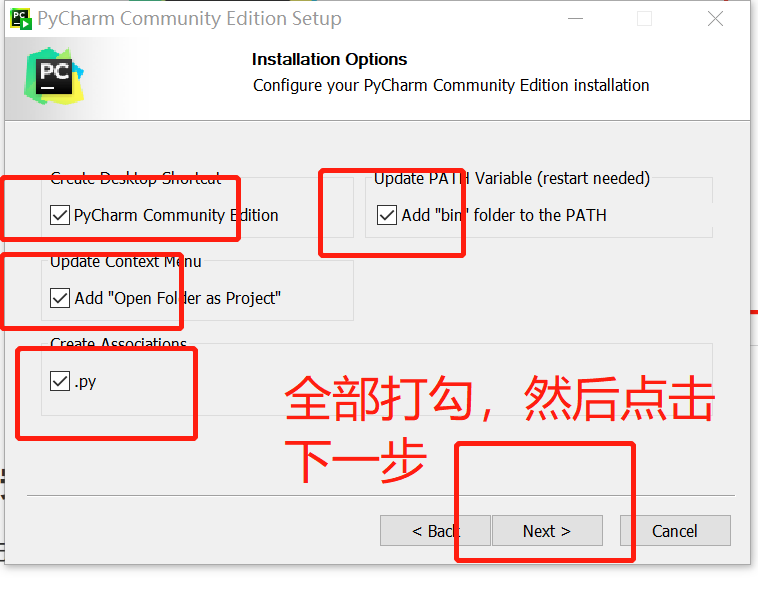 PyCharm Community Edition Setup
PC
Installation Options
Configure your PyCharm Community Edition installation
Create Desktop Shortcut
PyCharm Community Edition
Update PATH Variable (restart needed)
Add "bin" folder to the PATH
Update Context Menu
Add "Open Folder as Project"
Create Associations
.py
全部打勾，然后点击
下一步
< Back
Next >
Cancel